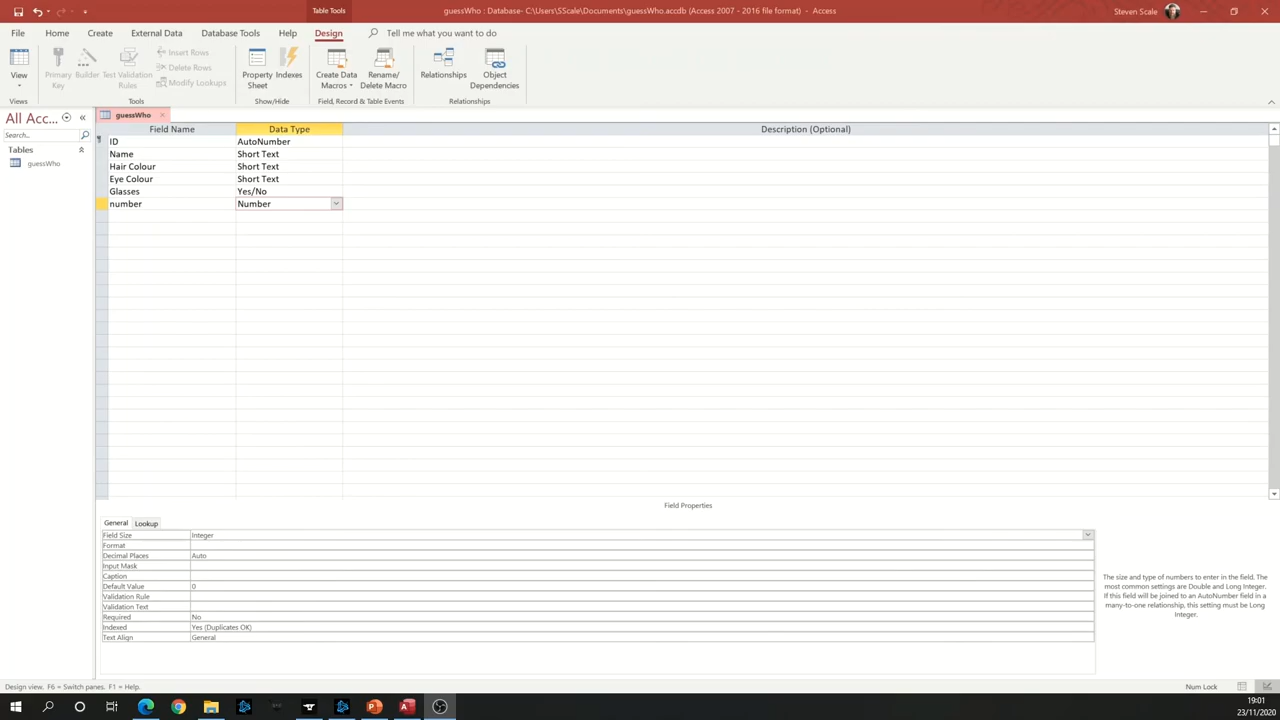 Table Tools
guessWho : Database- C:\Users\SScale\Documents\guessWho.accdb (Access 2007 - 2016 file format) - Access
Steven Scale
File Home Create External Data Database Tools Help Design Tell me what you want to do
View
Primary Key
Builder
Test Validation Rules
Insert Rows
Delete Rows
Modify Lookups
Property Sheet
Indexes
Create Data Macros
Rename/ Delete Macro
Relationships
Object Dependencies
Views Tools Show/Hide Field, Record & Table Events Relationships
All Acc...
Search...
Tables
guessWho
guessWho
Field Name Data Type Description (Optional)
ID AutoNumber
Name Short Text
Hair Colour Short Text
Eye Colour Short Text
Glasses Yes/No
number Number
Field Properties
General Lookup
Field Size Integer
Format
Decimal Places Auto
Input Mask
Caption
Default Value 0
Validation Rule
Validation Text
Required No
Indexed Yes (Duplicates OK)
Text Align General
The size and type of numbers to enter in the field. The
most common settings are Double and Long Integer.
If this field will be joined to an AutoNumber field in a
many-to-one relationship, this setting must be Long
Integer.
Design view. F6 = Switch panes. F1 = Help.
Num Lock
19:01
23/11/2020